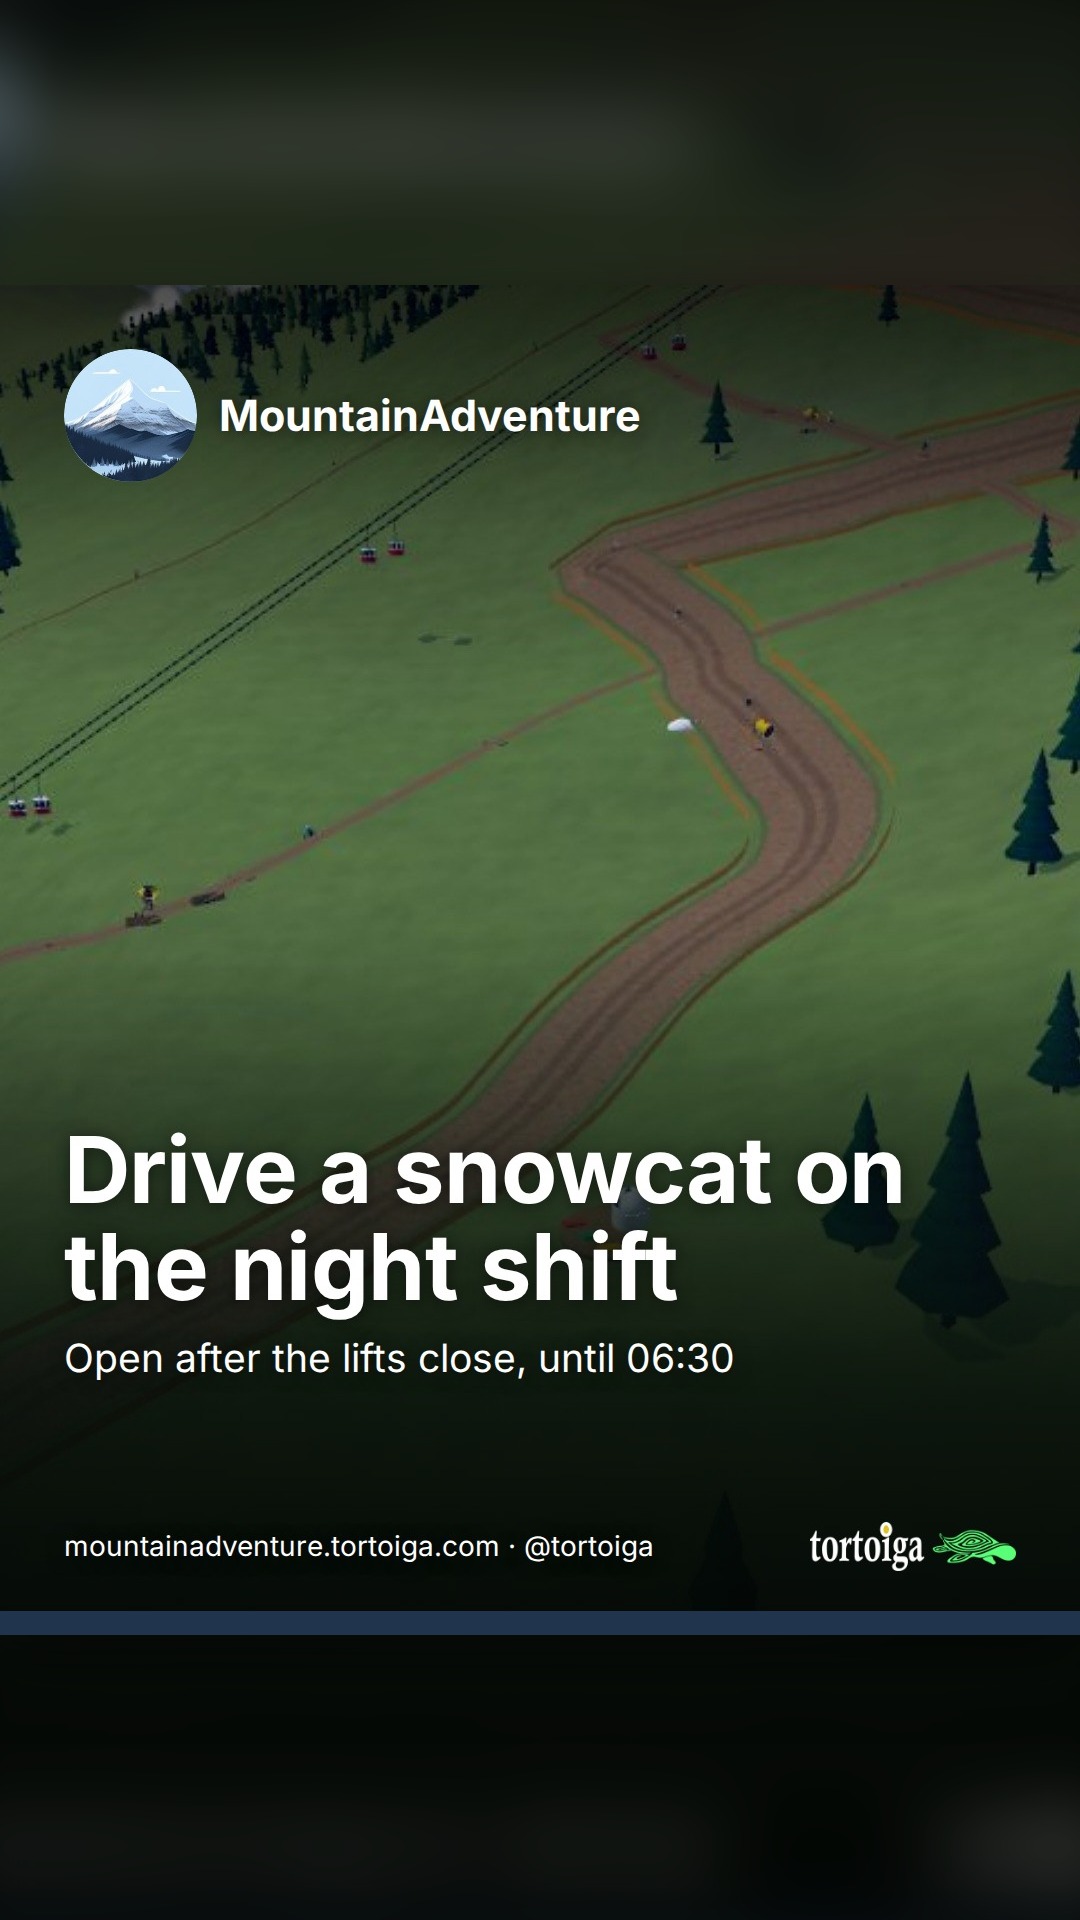 MountainAdventure
Drive a snowcat on
the night shift
Open after the lifts close, until 06:30
mountainadventure.tortoiga.com · @tortoiga
tortoiga